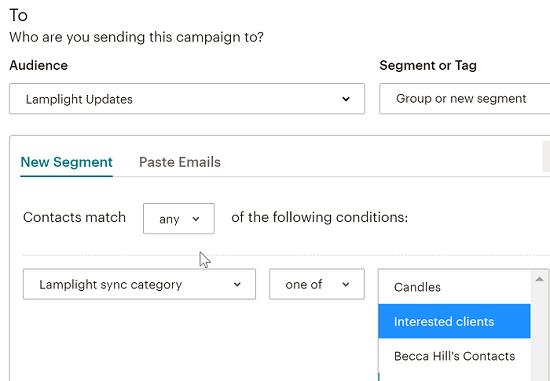 To
Who are you sending this campaign to?
Audience Segment or Tag
Lamplight Updates Group or new segment
New Segment Paste Emails
Contacts match any of the following conditions:
Lamplight sync category one of Candles
Interested clients
Becca Hill's Contacts